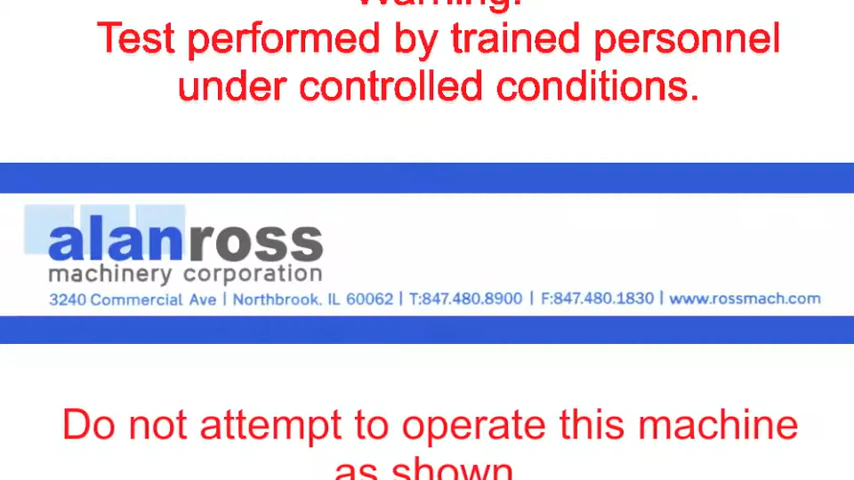 Warning!
Test performed by trained personnel
under controlled conditions.
alanross
machinery corporation
3240 Commercial Ave | Northbrook, IL 60062 | T:847.480.8900 | F:847.480.1830 | www.rossmach.com
Do not attempt to operate this machine
as shown